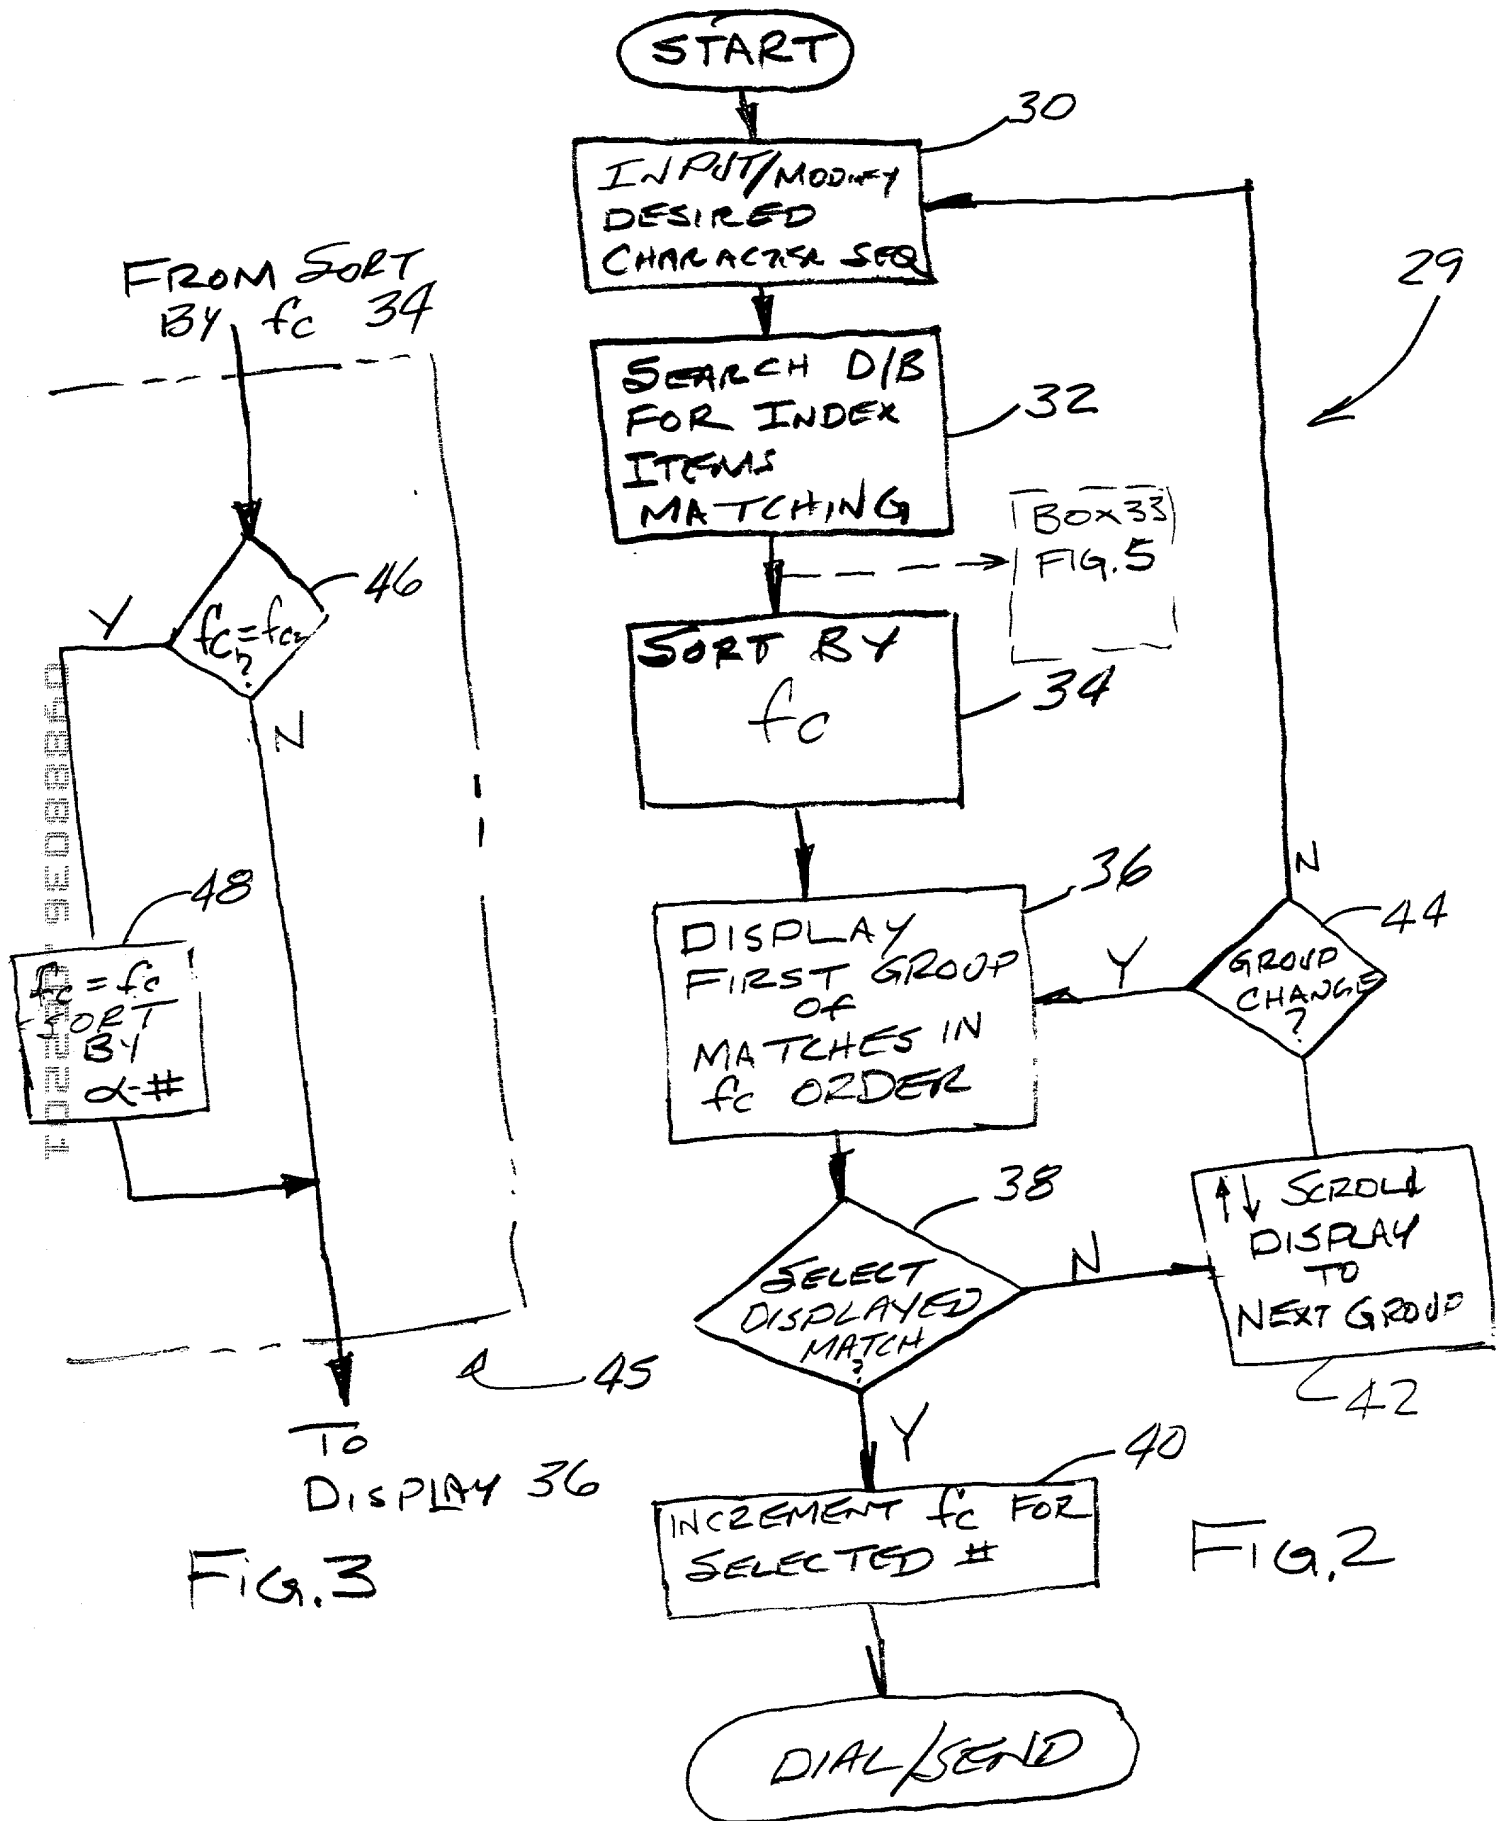 START
30
INPUT/MODIFY
DESIRED
CHARACTER SEQ
29
FROM SORT
BY fc 34
SEARCH D/B
FOR INDEX
ITEMS
MATCHING
32
BOX 33
FIG. 5
46
Y
fc1=fc2
?
N
SORT BY
fc
34
36
DISPLAY
FIRST GROUP
OF
MATCHES IN
fc ORDER
Y
N
44
GROUP
CHANGE
?
48
fc = fc
SORT
BY
α-#
38
SELECT
DISPLAYED
MATCH
?
N
↑↓ SCROLL
DISPLAY
TO
NEXT GROUP
42
45
Y
TO
DISPLAY 36
40
INCREMENT fc FOR
SELECTED #
FIG. 3
FIG. 2
DIAL/SEND